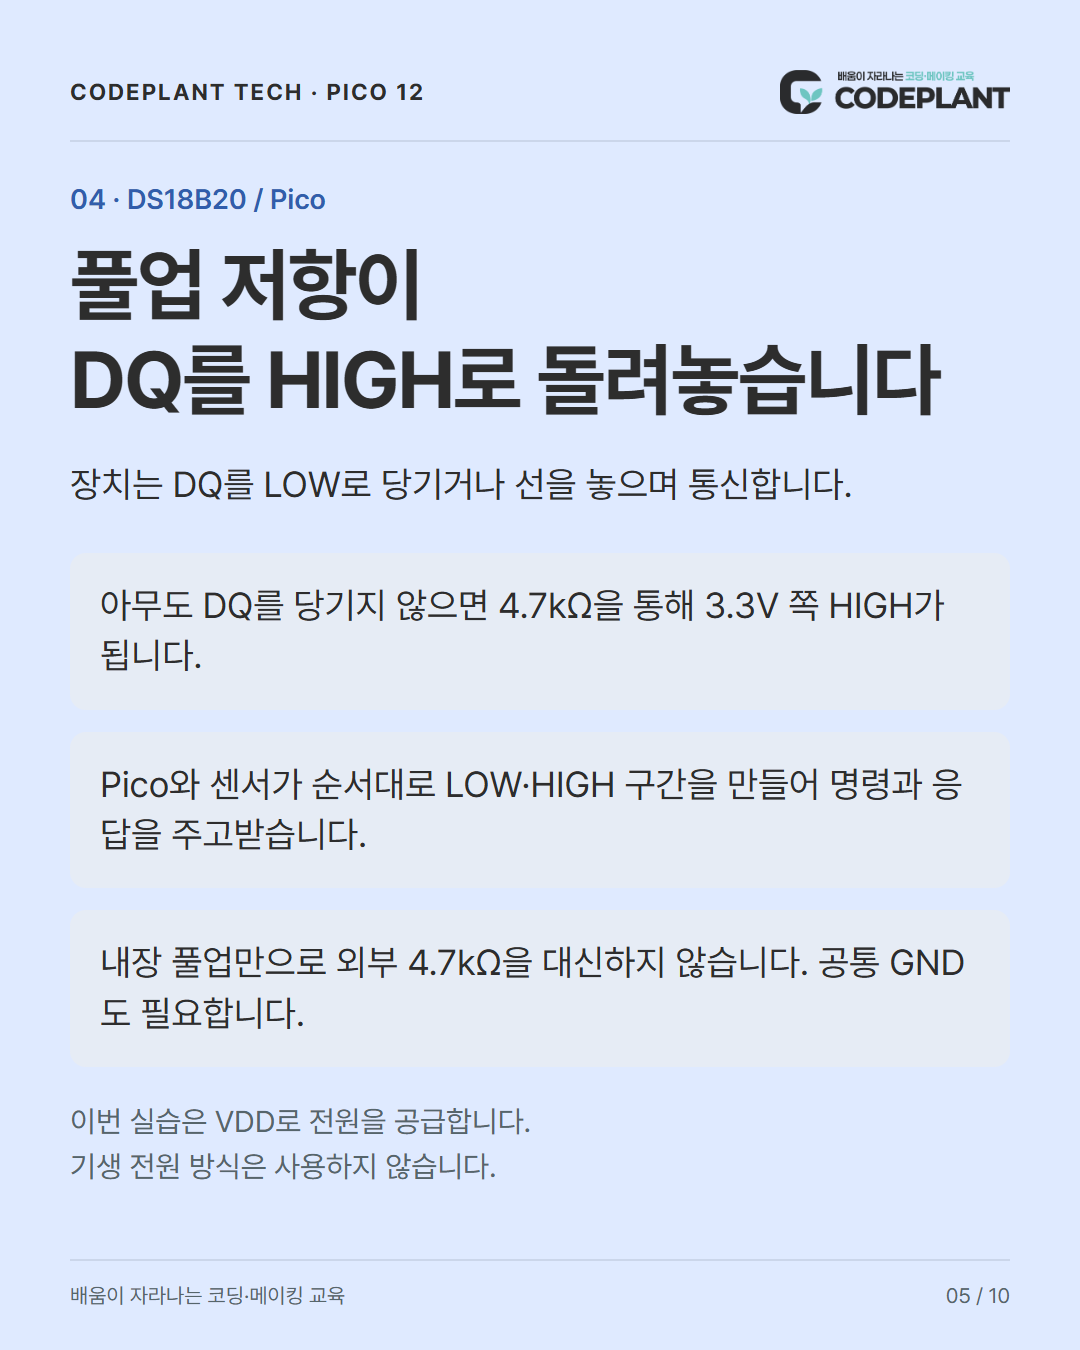 CODEPLANT TECH · PICO 12
배움이 자라나는 코딩·메이킹 교육
CODEPLANT
04 · DS18B20 / Pico
풀업 저항이
DQ를 HIGH로 돌려놓습니다
장치는 DQ를 LOW로 당기거나 선을 놓으며 통신합니다.
아무도 DQ를 당기지 않으면 4.7kΩ을 통해 3.3V 쪽 HIGH가
됩니다.
Pico와 센서가 순서대로 LOW·HIGH 구간을 만들어 명령과 응
답을 주고받습니다.
내장 풀업만으로 외부 4.7kΩ을 대신하지 않습니다. 공통 GND
도 필요합니다.
이번 실습은 VDD로 전원을 공급합니다.
기생 전원 방식은 사용하지 않습니다.
배움이 자라나는 코딩·메이킹 교육
05 / 10